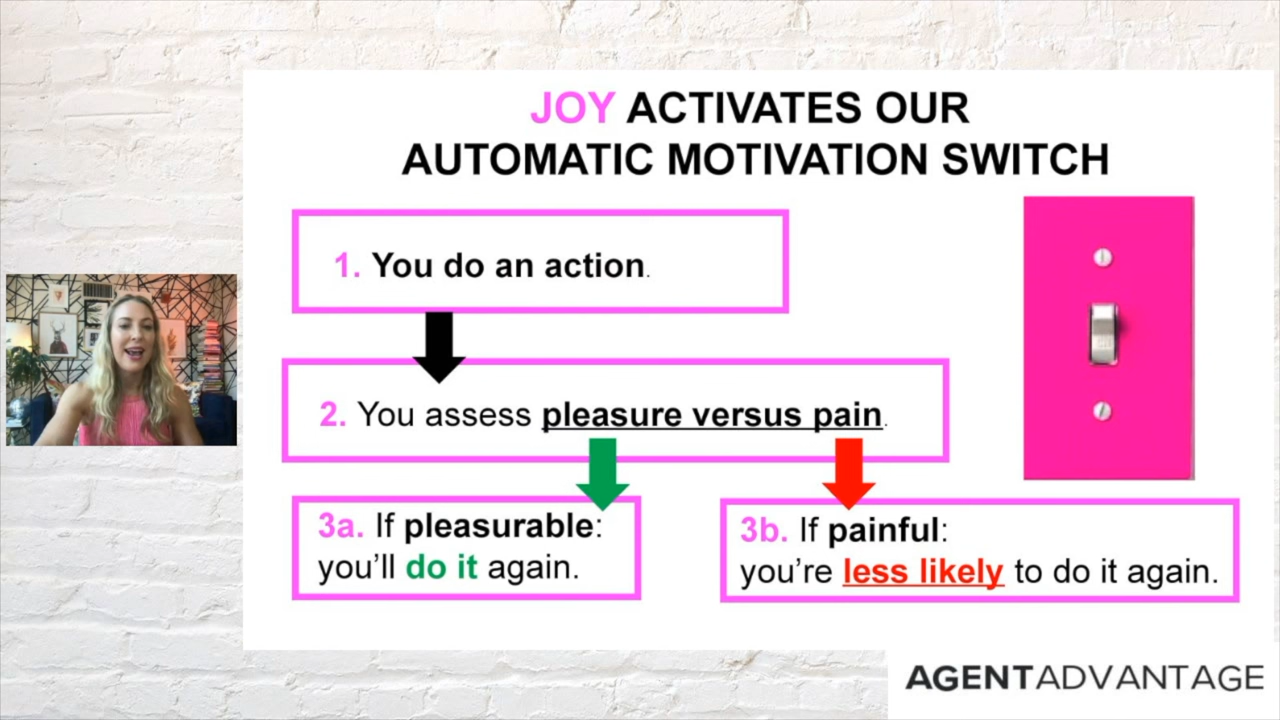 JOY ACTIVATES OUR
AUTOMATIC MOTIVATION SWITCH
1. You do an action.
2. You assess pleasure versus pain.
3a. If pleasurable:
you’ll do it again.
3b. If painful:
you’re less likely to do it again.
AGENTADVANTAGE